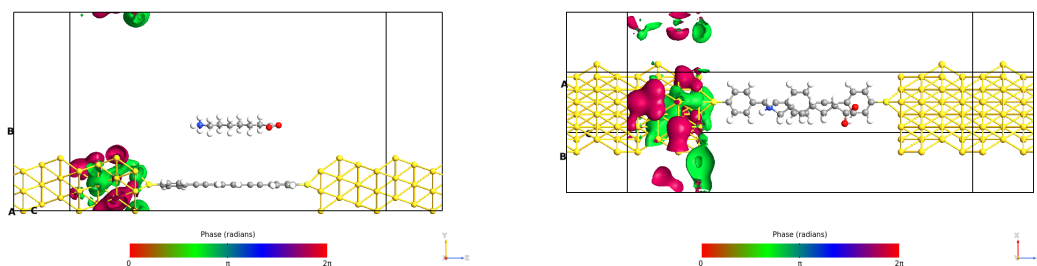 B
A C
Phase (radians)
0 π 2π
Y
Z
A
B
Phase (radians)
0 π 2π
X
Z